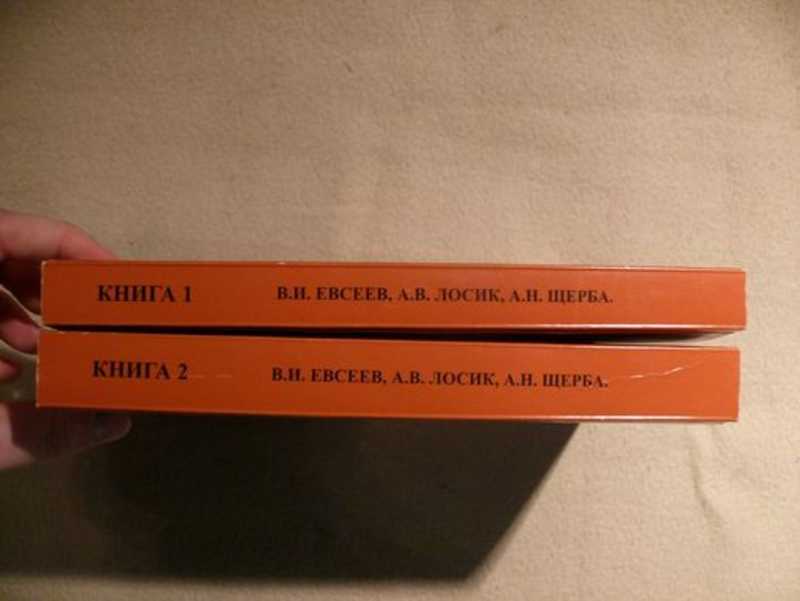 КНИГА 1 В.И. ЕВСЕЕВ, А.В. ЛОСИК, А.Н. ЩЕРБА.
КНИГА 2 В.И. ЕВСЕЕВ, А.В. ЛОСИК, А.Н. ЩЕРБА.